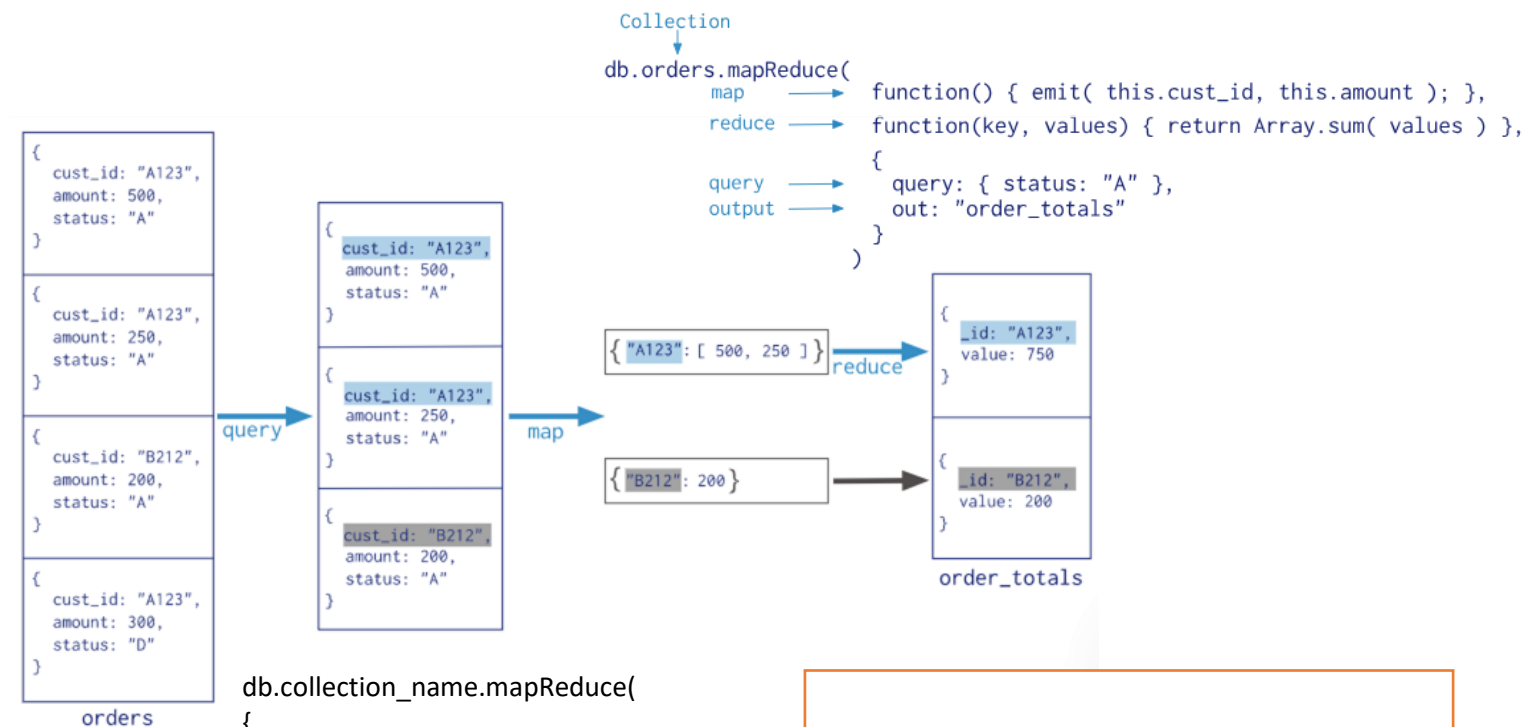 Collection
db.orders.mapReduce(
map
function() { emit( this.cust_id, this.amount ); },
reduce
function(key, values) { return Array.sum( values ) },
{
query
query: { status: "A" },
output
out: "order_totals"
}
)
{
cust_id: "A123",
amount: 500,
status: "A"
}
{
cust_id: "A123",
amount: 250,
status: "A"
}
{
cust_id: "B212",
amount: 200,
status: "A"
}
{
cust_id: "A123",
amount: 300,
status: "D"
}
orders
query
{
cust_id: "A123",
amount: 500,
status: "A"
}
{
cust_id: "A123",
amount: 250,
status: "A"
}
{
cust_id: "B212",
amount: 200,
status: "A"
}
map
{ "A123": [ 500, 250 ] }
reduce
{ "B212": 200 }
{
_id: "A123",
value: 750
}
{
_id: "B212",
value: 200
}
order_totals
db.collection_name.mapReduce(
{